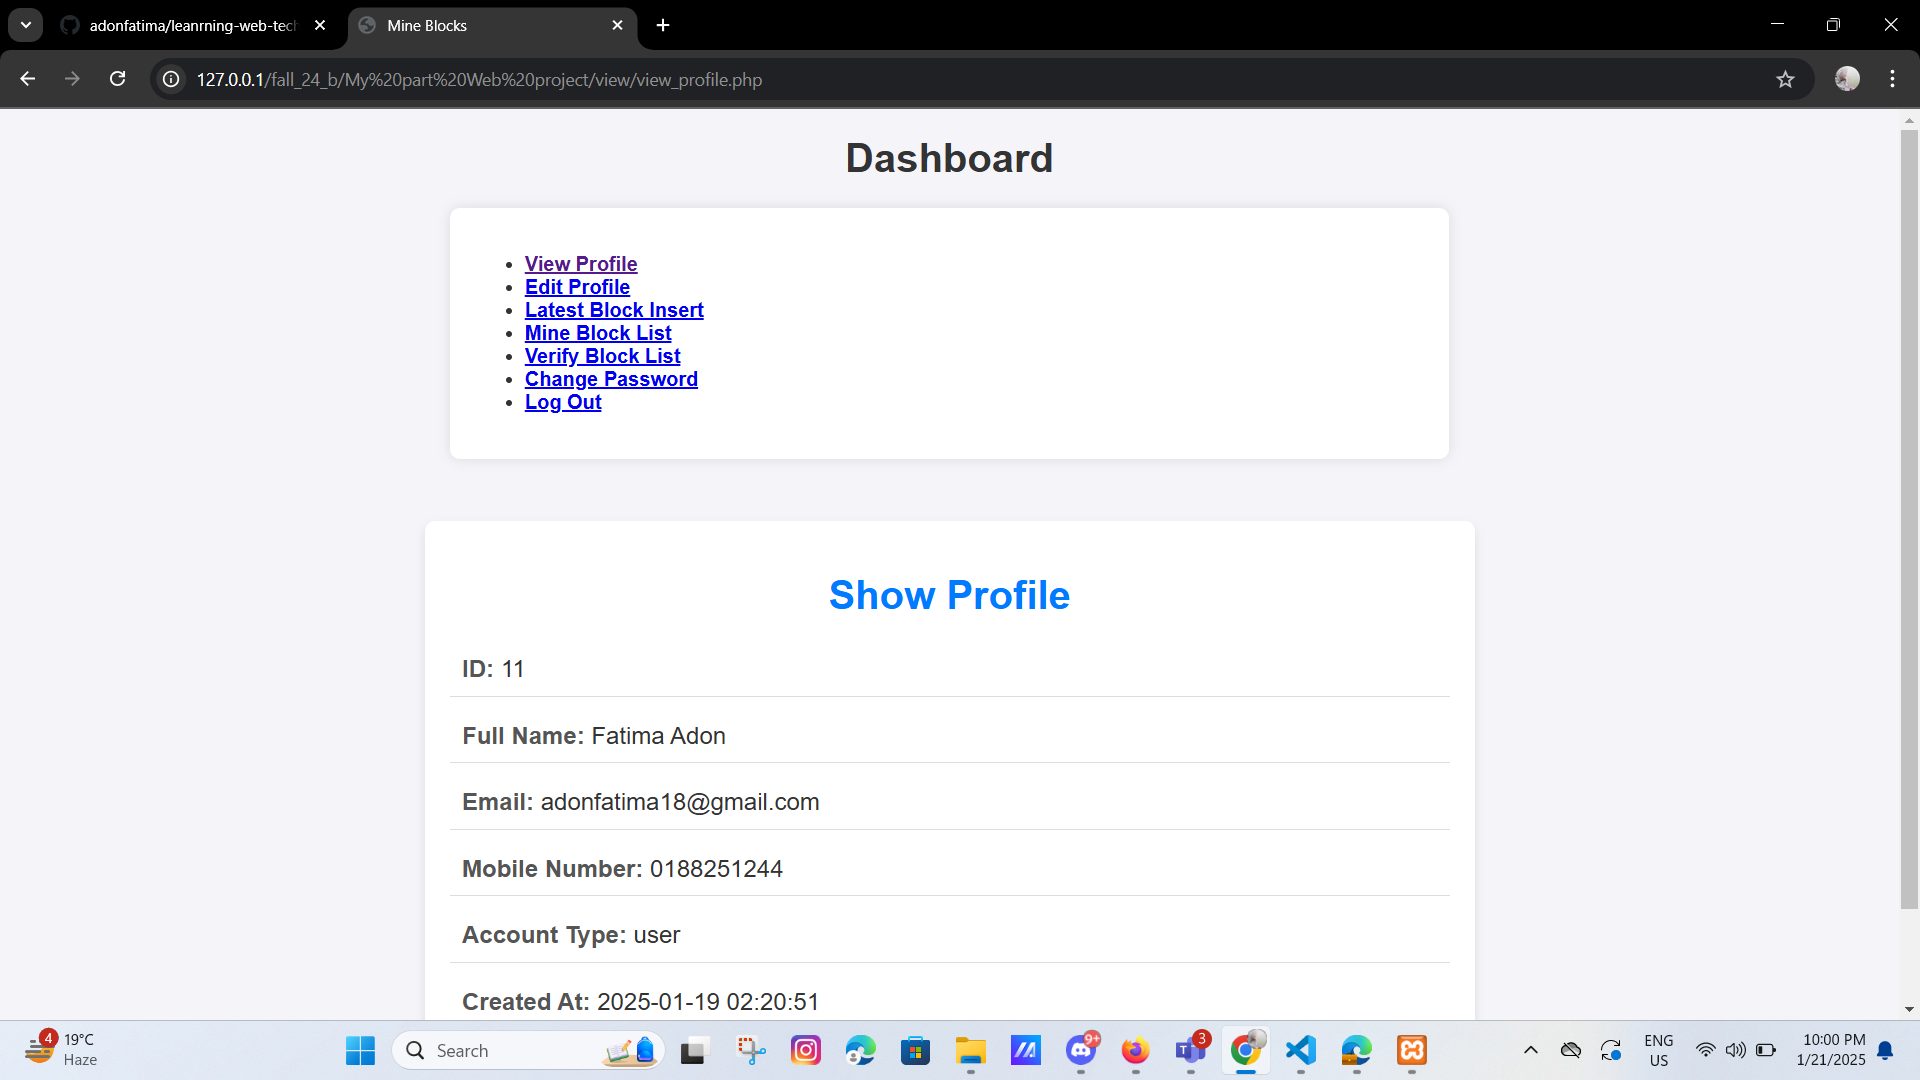 adonfatima/leanrning-web-tech
Mine Blocks
127.0.0.1/fall_24_b/My%20part%20Web%20project/view/view_profile.php
Dashboard
View Profile
Edit Profile
Latest Block Insert
Mine Block List
Verify Block List
Change Password
Log Out
Show Profile
ID: 11
Full Name: Fatima Adon
Email: adonfatima18@gmail.com
Mobile Number: 0188251244
Account Type: user
Created At: 2025-01-19 02:20:51
4
19°C
Haze
Search
9+
3
ENG
US
10:00 PM
1/21/2025